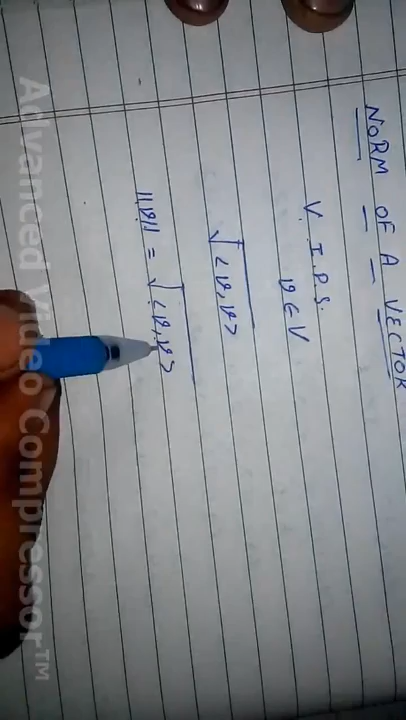 NORM OF A VECTOR
V. I.P.S.
v ∈ V
√<v,v>
||v|| = √<v,v>
Advanced Video Compressor™